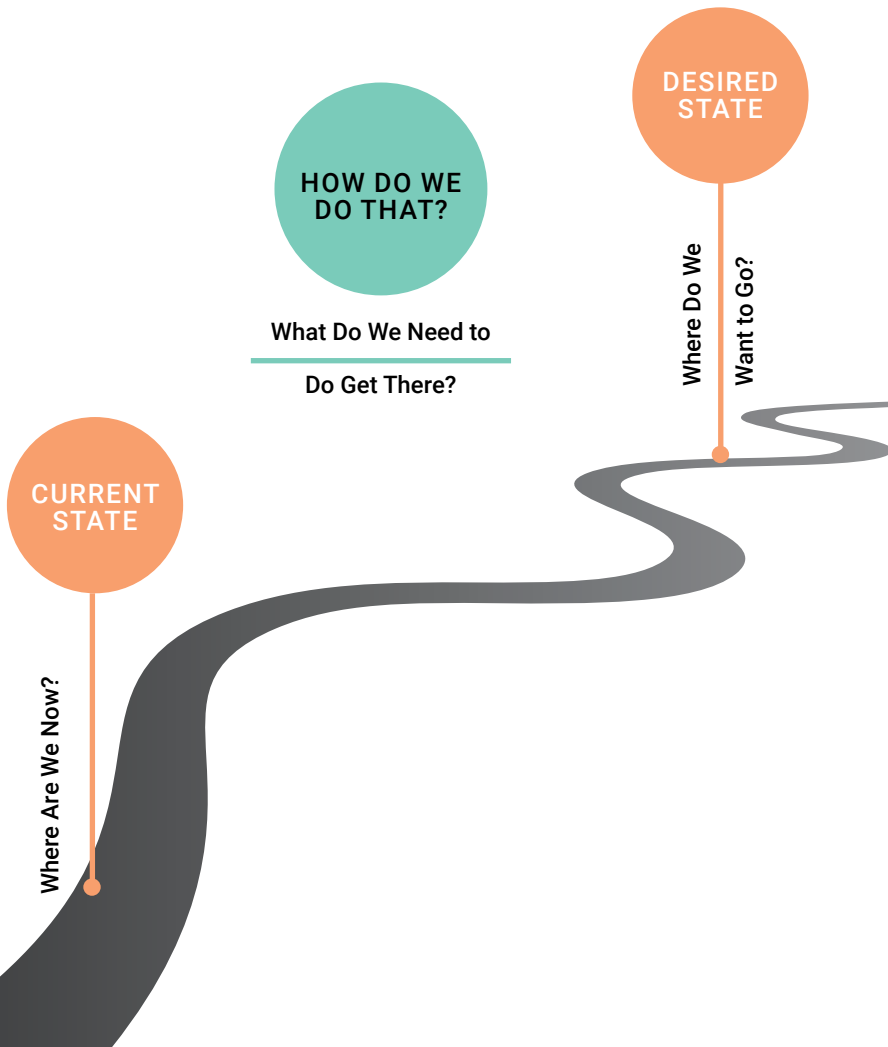 CURRENT
STATE
Where Are We Now?
HOW DO WE
DO THAT?
What Do We Need to
Do Get There?
DESIRED
STATE
Where Do We
Want to Go?